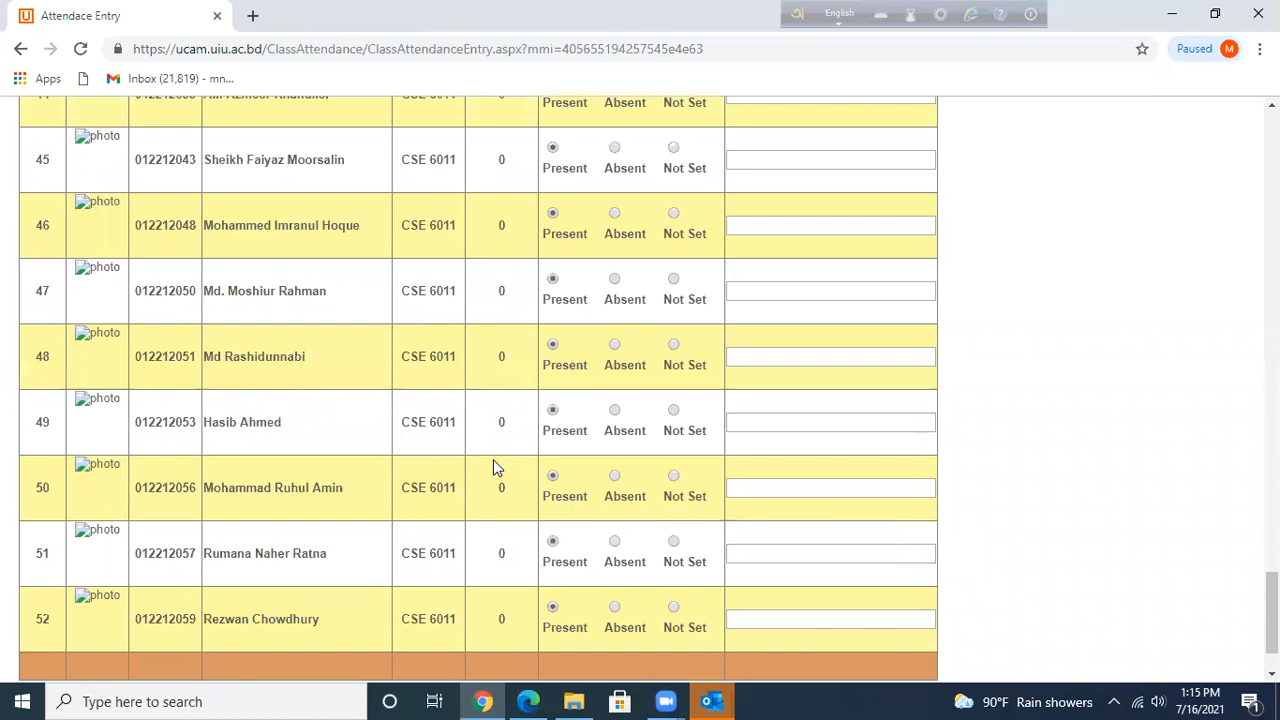 Attendace Entry
English
https://ucam.uiu.ac.bd/ClassAttendance/ClassAttendanceEntry.aspx?mmi=405655194257545e4e63
Paused M
Apps Inbox (21,819) - mn...
Present Absent Not Set
45 photo 012212043 Sheikh Faiyaz Moorsalin CSE 6011 0 Present Absent Not Set
46 photo 012212048 Mohammed Imranul Hoque CSE 6011 0 Present Absent Not Set
47 photo 012212050 Md. Moshiur Rahman CSE 6011 0 Present Absent Not Set
48 photo 012212051 Md Rashidunnabi CSE 6011 0 Present Absent Not Set
49 photo 012212053 Hasib Ahmed CSE 6011 0 Present Absent Not Set
50 photo 012212056 Mohammad Ruhul Amin CSE 6011 0 Present Absent Not Set
51 photo 012212057 Rumana Naher Ratna CSE 6011 0 Present Absent Not Set
52 photo 012212059 Rezwan Chowdhury CSE 6011 0 Present Absent Not Set
Type here to search
90°F Rain showers
1:15 PM
7/16/2021
1